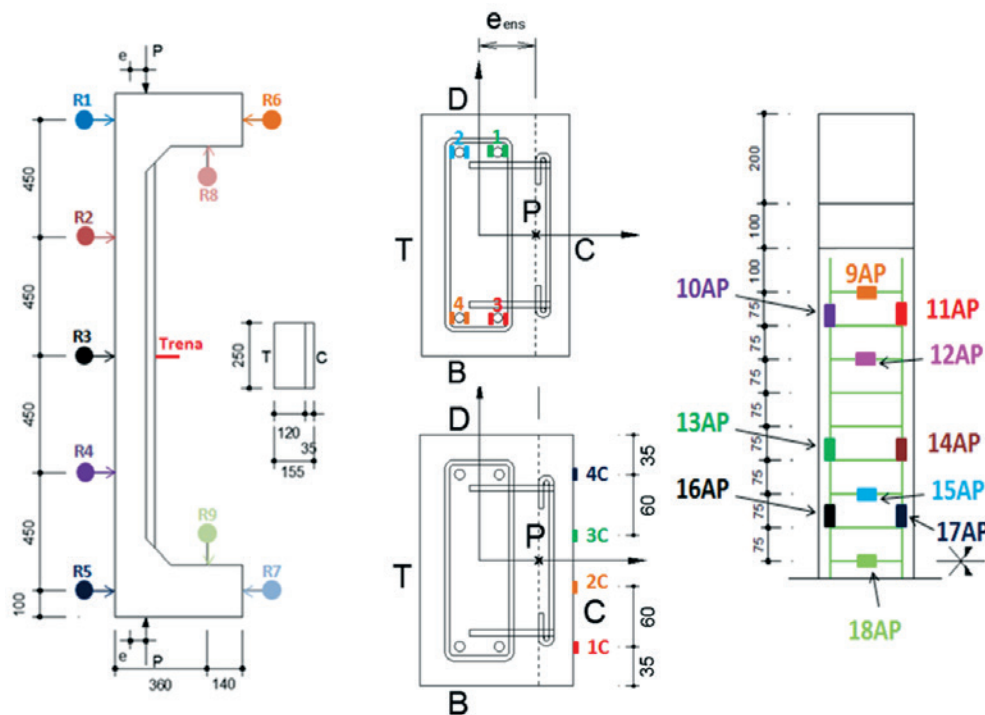 e P
R1
R6
450
R8
R2
450
R3
Trena
250
T C
120
35
155
450
R4
450
R9
R5
R7
100
e P
360 140
e ens
D
2 1
P
T C
4 3
B
D
35
4C
60
3C
P
T
2C
C
60
1C
35
B
200
100
100
9AP
10AP
11AP
75
12AP
75
75
13AP
75
14AP
75
16AP
15AP
75
17AP
75
75
18AP